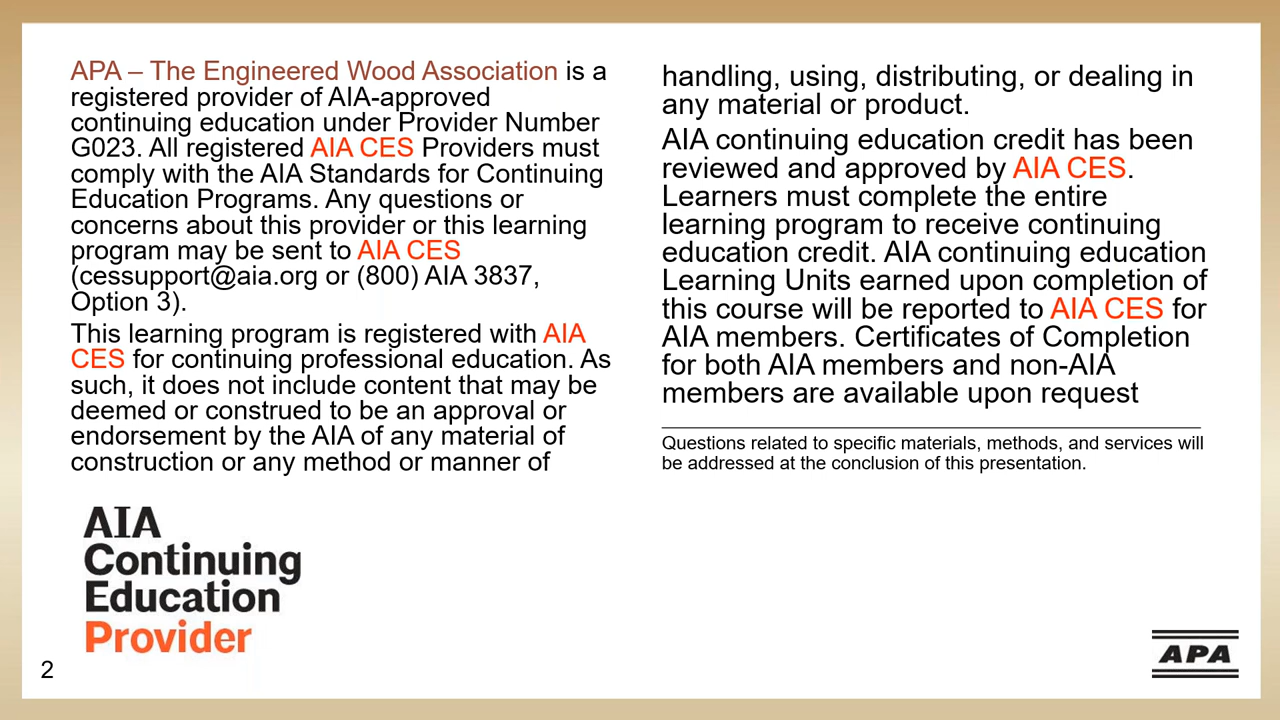 APA – The Engineered Wood Association is a
registered provider of AIA-approved
continuing education under Provider Number
G023. All registered AIA CES Providers must
comply with the AIA Standards for Continuing
Education Programs. Any questions or
concerns about this provider or this learning
program may be sent to AIA CES
(cessupport@aia.org or (800) AIA 3837,
Option 3).
This learning program is registered with AIA
CES for continuing professional education. As
such, it does not include content that may be
deemed or construed to be an approval or
endorsement by the AIA of any material of
construction or any method or manner of
handling, using, distributing, or dealing in
any material or product.
AIA continuing education credit has been
reviewed and approved by AIA CES.
Learners must complete the entire
learning program to receive continuing
education credit. AIA continuing education
Learning Units earned upon completion of
this course will be reported to AIA CES for
AIA members. Certificates of Completion
for both AIA members and non-AIA
members are available upon request
Questions related to specific materials, methods, and services will
be addressed at the conclusion of this presentation.
AIA
Continuing
Education
Provider
2
APA